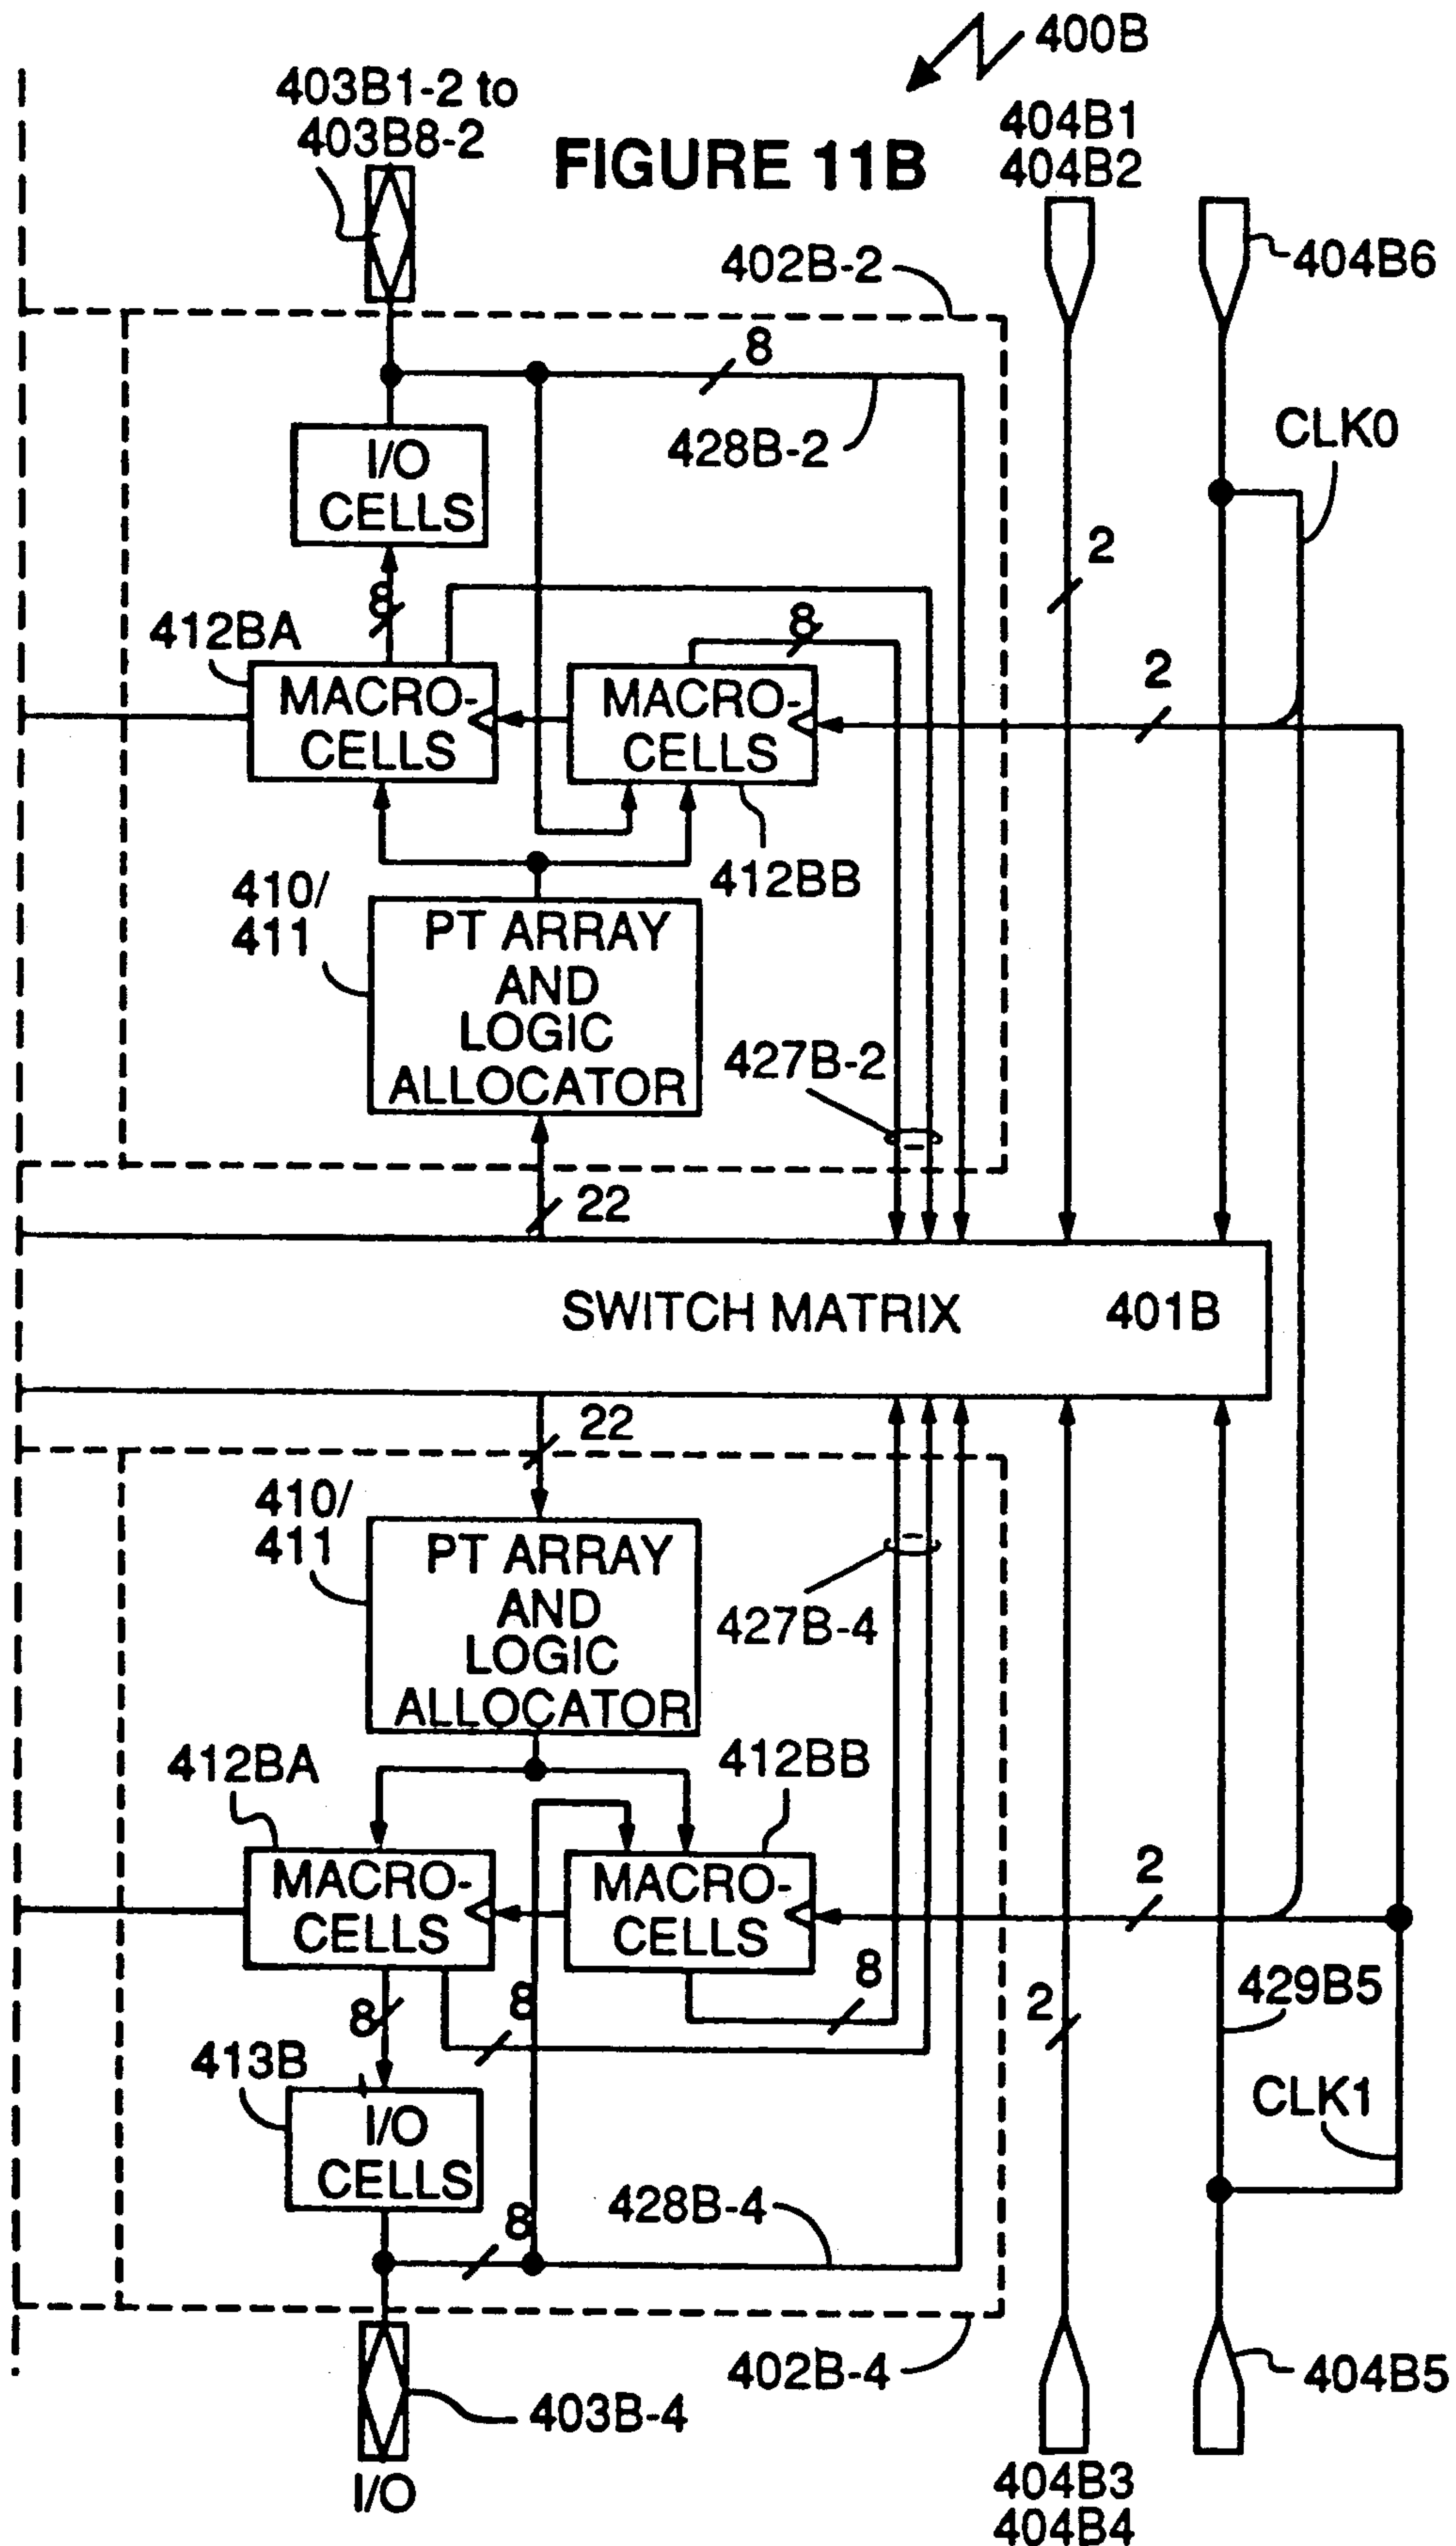 400B
403B1-2 to
403B8-2
FIGURE 11B
404B1
404B2
402B-2
404B6
8
428B-2
CLK0
I/O
CELLS
2
8
8
412BA
2
MACRO-
CELLS
MACRO-
CELLS
412BB
410/
411
PT ARRAY
AND
LOGIC
ALLOCATOR
427B-2
22
SWITCH MATRIX
401B
22
410/
411
PT ARRAY
AND
LOGIC
ALLOCATOR
427B-4
412BA
412BB
MACRO-
CELLS
MACRO-
CELLS
2
8
8
8
2
429B5
413B
I/O
CELLS
CLK1
8
428B-4
402B-4
404B5
403B-4
I/O
404B3
404B4